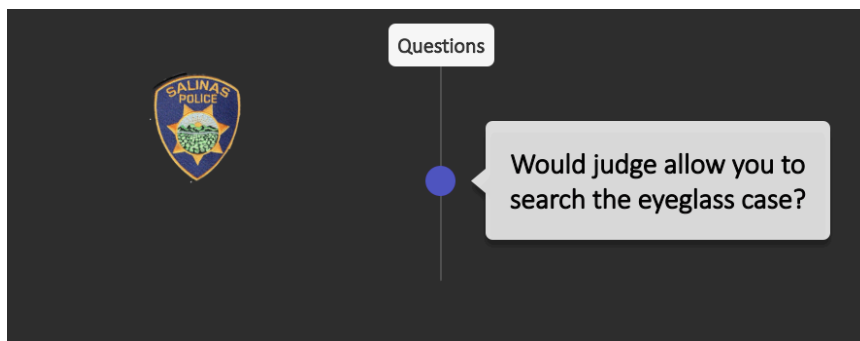 Questions
SALINAS
POLICE
Would judge allow you to
search the eyeglass case?